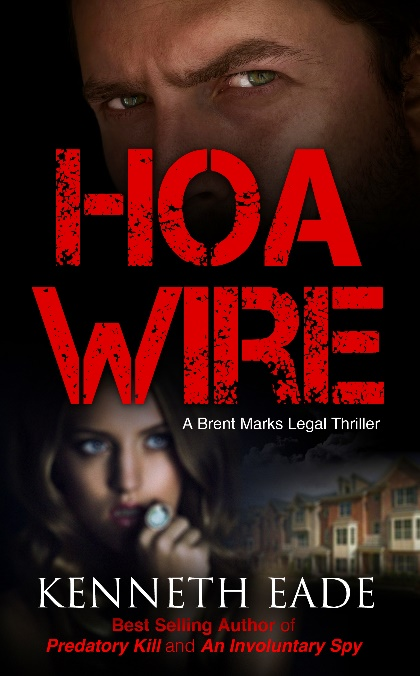 HOA
WIRE
A Brent Marks Legal Thriller
KENNETH EADE
Best Selling Author of
Predatory Kill and An Involuntary Spy